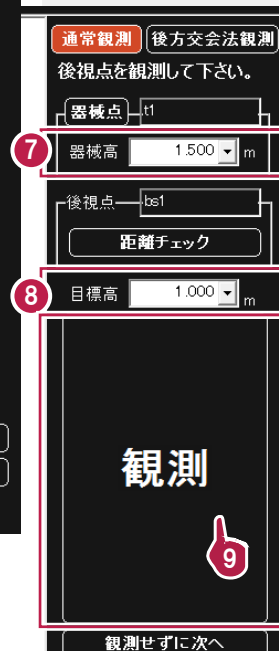 通常観測 後方交会法観測
後視点を観測して下さい。
器械点 t1
7 器械高 1.500 m
後視点 bs1
距離チェック
8 目標高 1.000 m
観測
9
観測せずに次へ